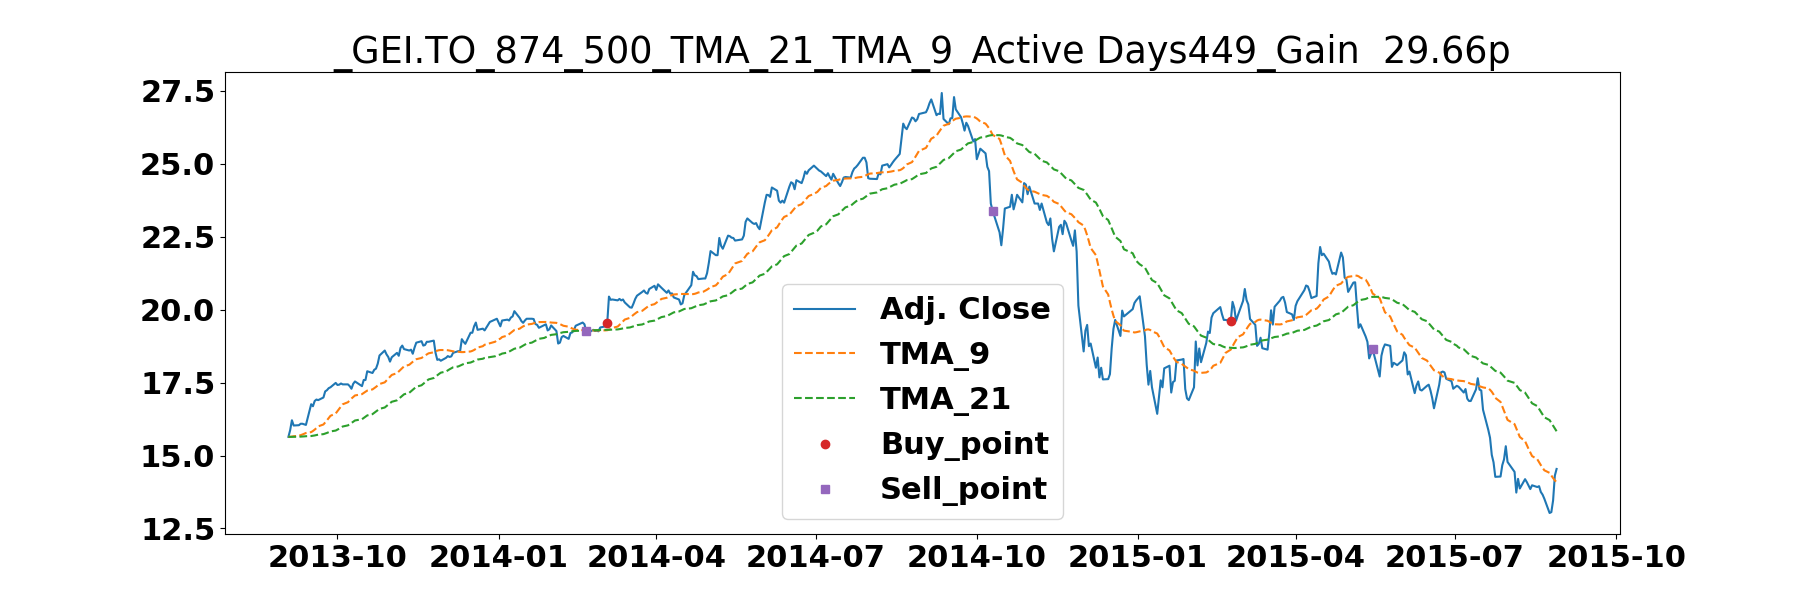 _GEI.TO_874_500_TMA_21_TMA_9_Active Days449_Gain  29.66p
27.5
25.0
22.5
20.0
17.5
15.0
12.5
Adj. Close
TMA_9
TMA_21
Buy_point
Sell_point
2013-10 2014-01 2014-04 2014-07 2014-10 2015-01 2015-04 2015-07 2015-10